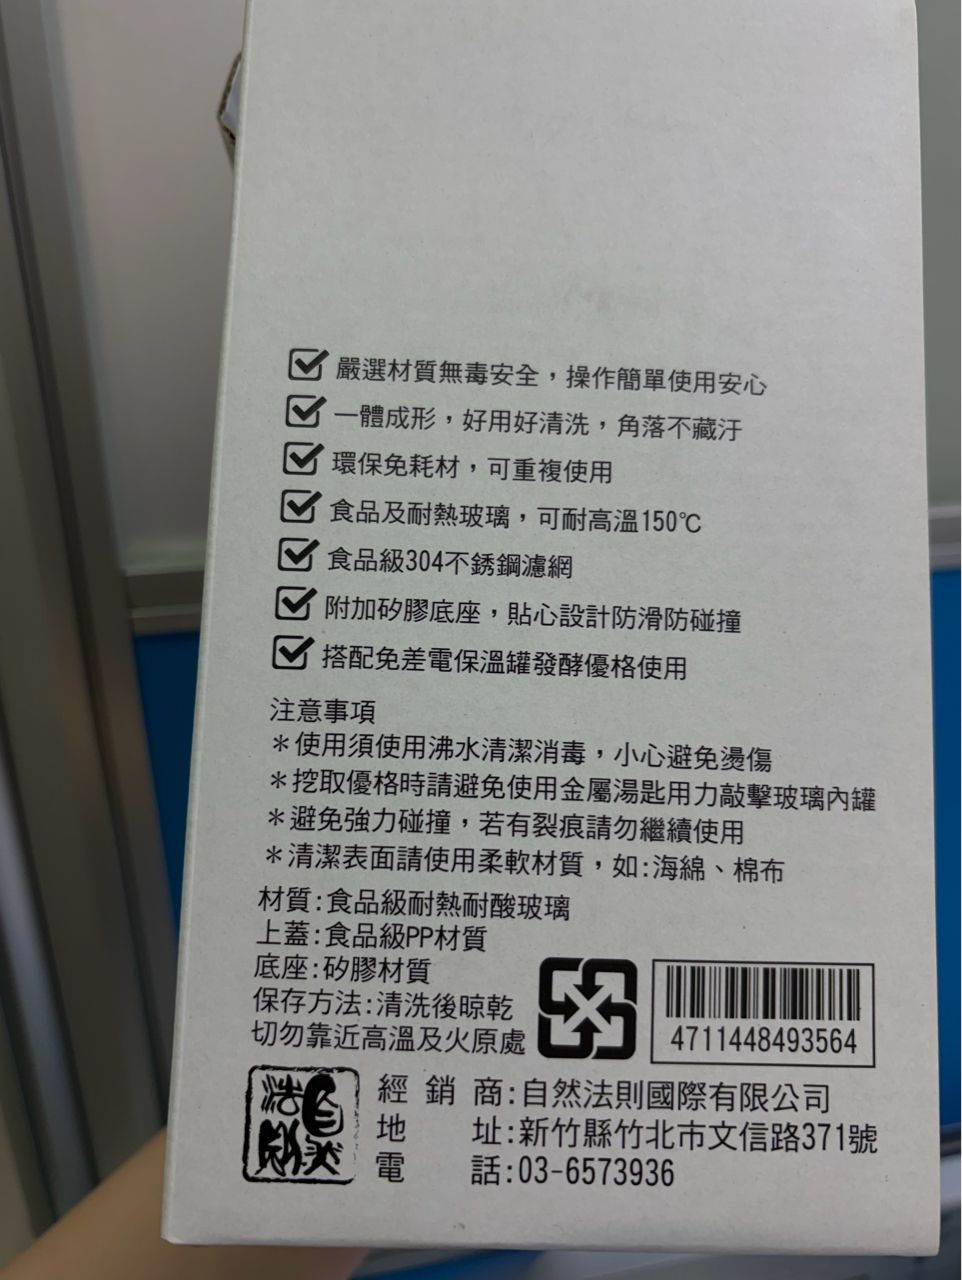 嚴選材質無毒安全，操作簡單使用安心
一體成形，好用好清洗，角落不藏汙
環保免耗材，可重複使用
食品及耐熱玻璃，可耐高溫150℃
食品級304不銹鋼濾網
附加矽膠底座，貼心設計防滑防碰撞
搭配免差電保溫罐發酵優格使用
注意事項
＊使用須使用沸水清潔消毒，小心避免燙傷
＊挖取優格時請避免使用金屬湯匙用力敲擊玻璃內罐
＊避免強力碰撞，若有裂痕請勿繼續使用
＊清潔表面請使用柔軟材質，如:海綿、棉布
材質:食品級耐熱耐酸玻璃
上蓋:食品級PP材質
底座:矽膠材質
保存方法:清洗後晾乾
切勿靠近高溫及火原處
4711448493564
自然法則
經銷商:自然法則國際有限公司
地址:新竹縣竹北市文信路371號
電話:03-6573936